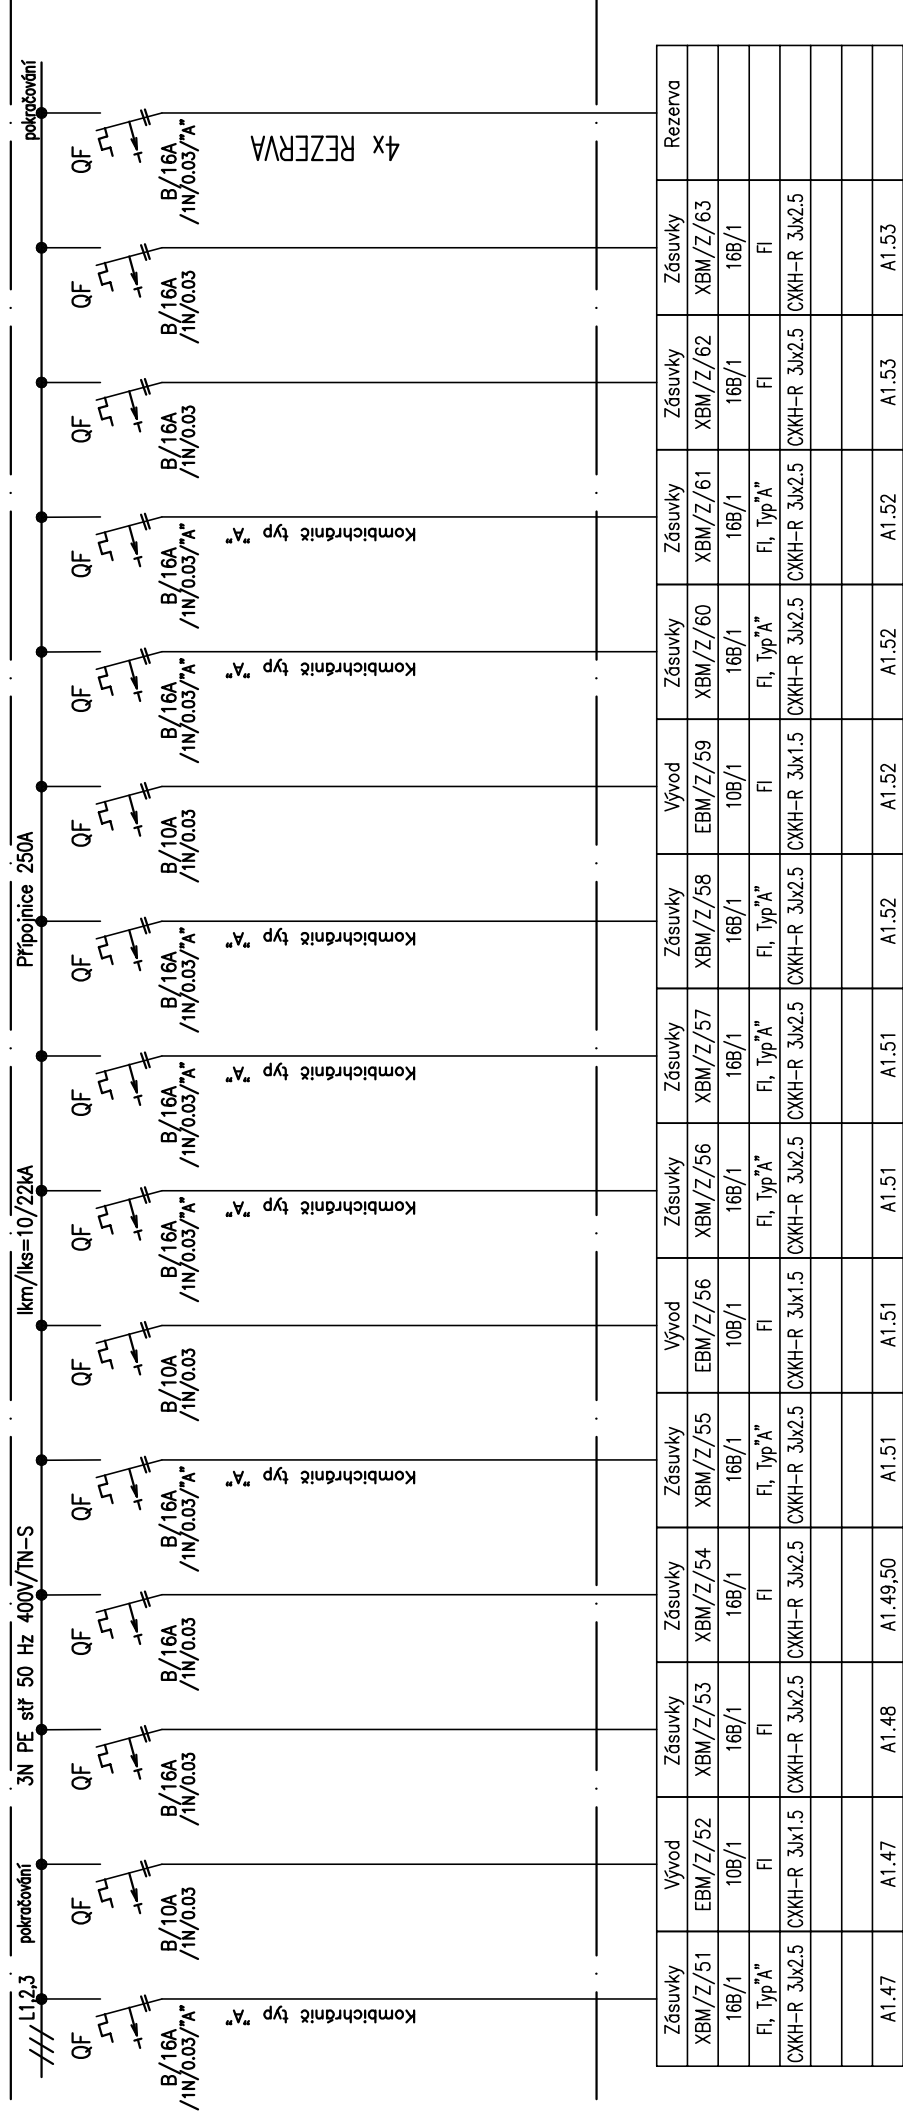 L1,2,3
pokračování
3N PE stř 50 Hz 400V/TN-S
Ikm/Iks=10/22kA
Přípojnice 250A
pokračování
QF
B/16A
/1N/0.03/"A"
Kombichránič typ "A"
QF
B/10A
/1N/0.03
QF
B/16A
/1N/0.03
QF
B/16A
/1N/0.03
QF
B/16A
/1N/0.03/"A"
Kombichránič typ "A"
QF
B/10A
/1N/0.03
QF
B/16A
/1N/0.03/"A"
Kombichránič typ "A"
QF
B/16A
/1N/0.03/"A"
Kombichránič typ "A"
QF
B/16A
/1N/0.03/"A"
Kombichránič typ "A"
QF
B/10A
/1N/0.03
QF
B/16A
/1N/0.03/"A"
Kombichránič typ "A"
QF
B/16A
/1N/0.03/"A"
Kombichránič typ "A"
QF
B/16A
/1N/0.03
QF
B/16A
/1N/0.03
QF
B/16A
/1N/0.03/"A"
4x REZERVA
Zásuvky
XBM/Z/51
16B/1
FI, Typ"A"
CXKH-R 3Jx2.5
A1.47
Vývod
EBM/Z/52
10B/1
FI
CXKH-R 3Jx1.5
A1.47
Zásuvky
XBM/Z/53
16B/1
FI
CXKH-R 3Jx2.5
A1.48
Zásuvky
XBM/Z/54
16B/1
FI
CXKH-R 3Jx2.5
A1.49,50
Zásuvky
XBM/Z/55
16B/1
FI, Typ"A"
CXKH-R 3Jx2.5
A1.51
Vývod
EBM/Z/56
10B/1
FI
CXKH-R 3Jx1.5
A1.51
Zásuvky
XBM/Z/56
16B/1
FI, Typ"A"
CXKH-R 3Jx2.5
A1.51
Zásuvky
XBM/Z/57
16B/1
FI, Typ"A"
CXKH-R 3Jx2.5
A1.51
Zásuvky
XBM/Z/58
16B/1
FI, Typ"A"
CXKH-R 3Jx2.5
A1.52
Vývod
EBM/Z/59
10B/1
FI
CXKH-R 3Jx1.5
A1.52
Zásuvky
XBM/Z/60
16B/1
FI, Typ"A"
CXKH-R 3Jx2.5
A1.52
Zásuvky
XBM/Z/61
16B/1
FI, Typ"A"
CXKH-R 3Jx2.5
A1.52
Zásuvky
XBM/Z/62
16B/1
FI
CXKH-R 3Jx2.5
A1.53
Zásuvky
XBM/Z/63
16B/1
FI
CXKH-R 3Jx2.5
A1.53
Rezerva